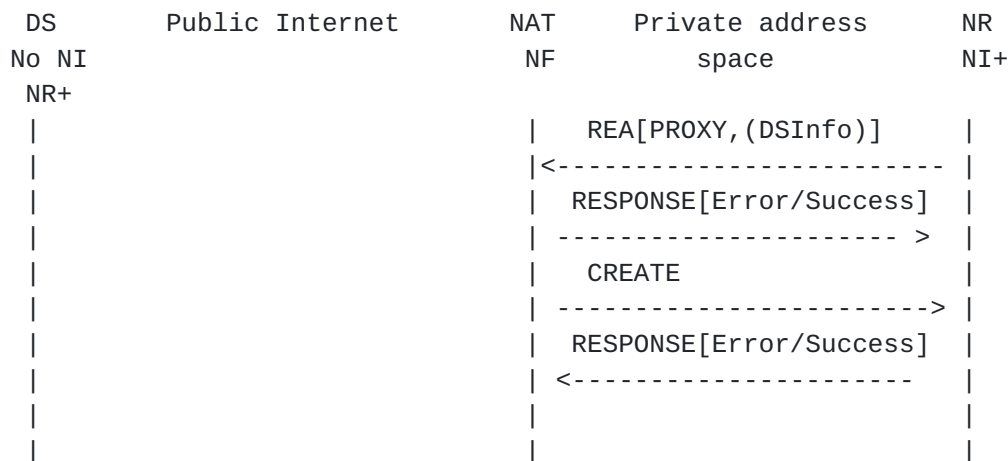 DS       Public Internet        NAT     Private address      NR
No NI                            NF         space            NI+
NR+
|                                |   REA[PROXY,(DSInfo)]     |
|                                |<------------------------- |
|                                |  RESPONSE[Error/Success]  |
|                                | ---------------------- >  |
|                                |   CREATE                  |
|                                | ------------------------> |
|                                |  RESPONSE[Error/Success]  |
|                                | <----------------------   |
|                                |                           |
|                                |                           |